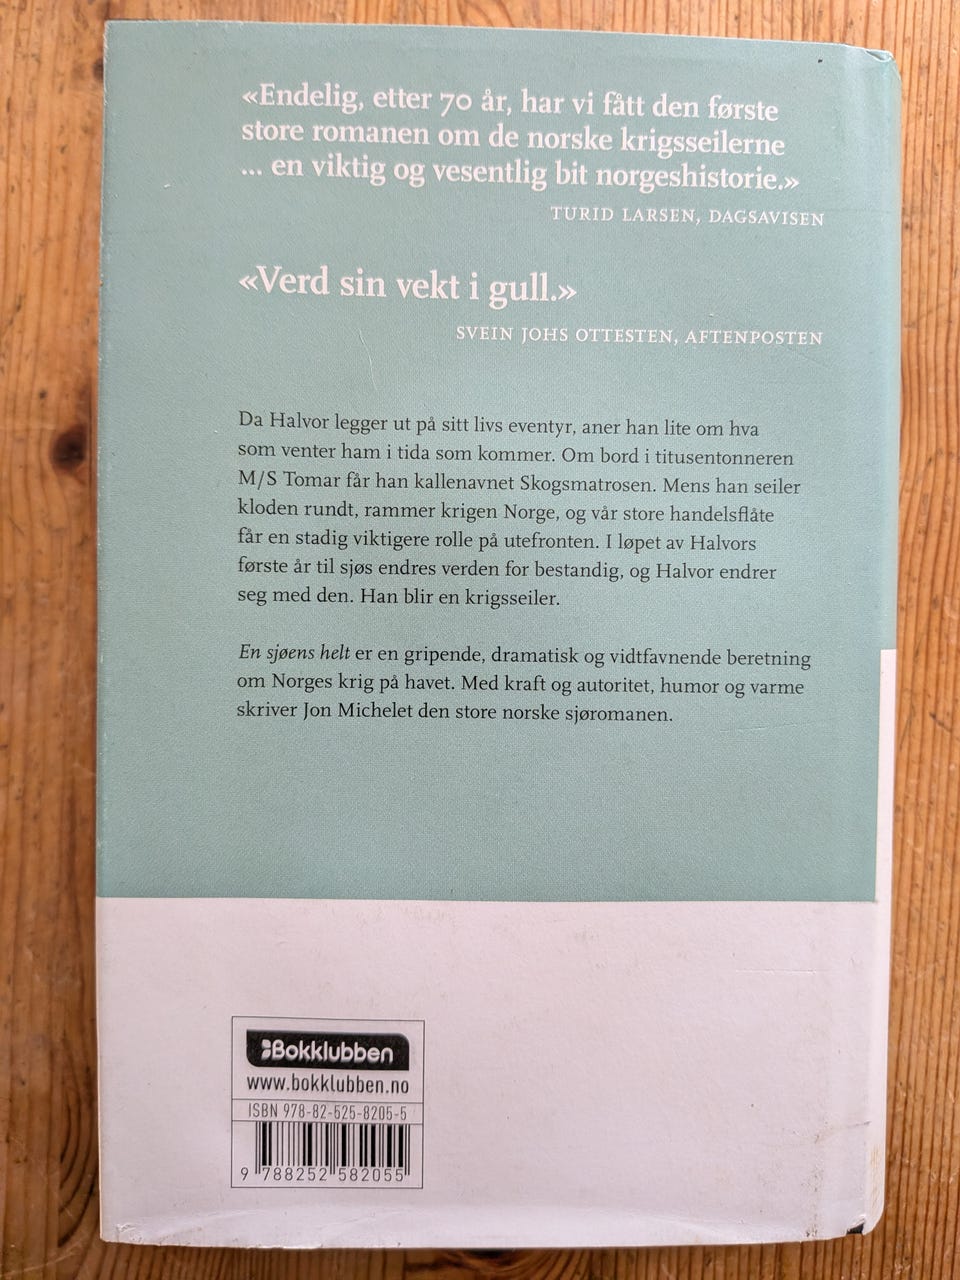 «Endelig, etter 70 år, har vi fått den første
store romanen om de norske krigsseilerne
... en viktig og vesentlig bit norgeshistorie.»
TURID LARSEN, DAGSAVISEN
«Verd sin vekt i gull.»
SVEIN JOHS OTTESTEN, AFTENPOSTEN
Da Halvor legger ut på sitt livs eventyr, aner han lite om hva
som venter ham i tida som kommer. Om bord i titusentonneren
M/S Tomar får han kallenavnet Skogsmatrosen. Mens han seiler
kloden rundt, rammer krigen Norge, og vår store handelsflåte
får en stadig viktigere rolle på utefronten. I løpet av Halvors
første år til sjøs endres verden for bestandig, og Halvor endrer
seg med den. Han blir en krigsseiler.
En sjøens helt er en gripende, dramatisk og vidtfavnende beretning
om Norges krig på havet. Med kraft og autoritet, humor og varme
skriver Jon Michelet den store norske sjøromanen.
Bokklubben
www.bokklubben.no
ISBN 978-82-525-8205-5
9 788252 582055